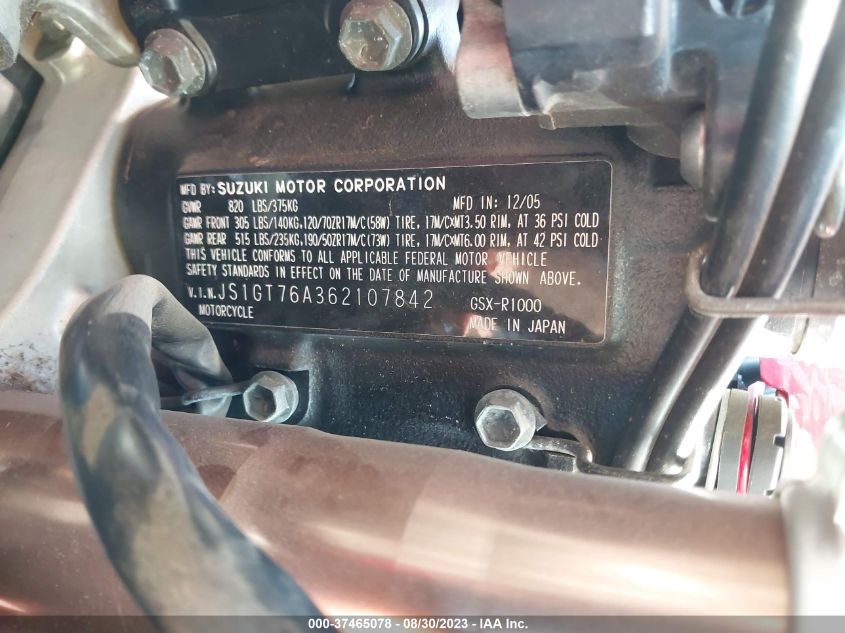 MFD BY: SUZUKI MOTOR CORPORATION
GVWR 820 LBS/375KG MFD IN: 12/05
GAWR FRONT 305 LBS/140KG,120/70ZR17M/C(58W) TIRE, 17M/C×MT3.50 RIM, AT 36 PSI COLD
GAWR REAR 515 LBS/235KG,190/50ZR17M/C(73W) TIRE, 17M/C×MT6.00 RIM, AT 42 PSI COLD
THIS VEHICLE CONFORMS TO ALL APPLICABLE FEDERAL MOTOR VEHICLE
SAFETY STANDARDS IN EFFECT ON THE DATE OF MANUFACTURE SHOWN ABOVE.
V.I.N. JS1GT76A362107842 GSX-R1000
MOTORCYCLE MADE IN JAPAN
000-37465078 - 08/30/2023 - IAA Inc.